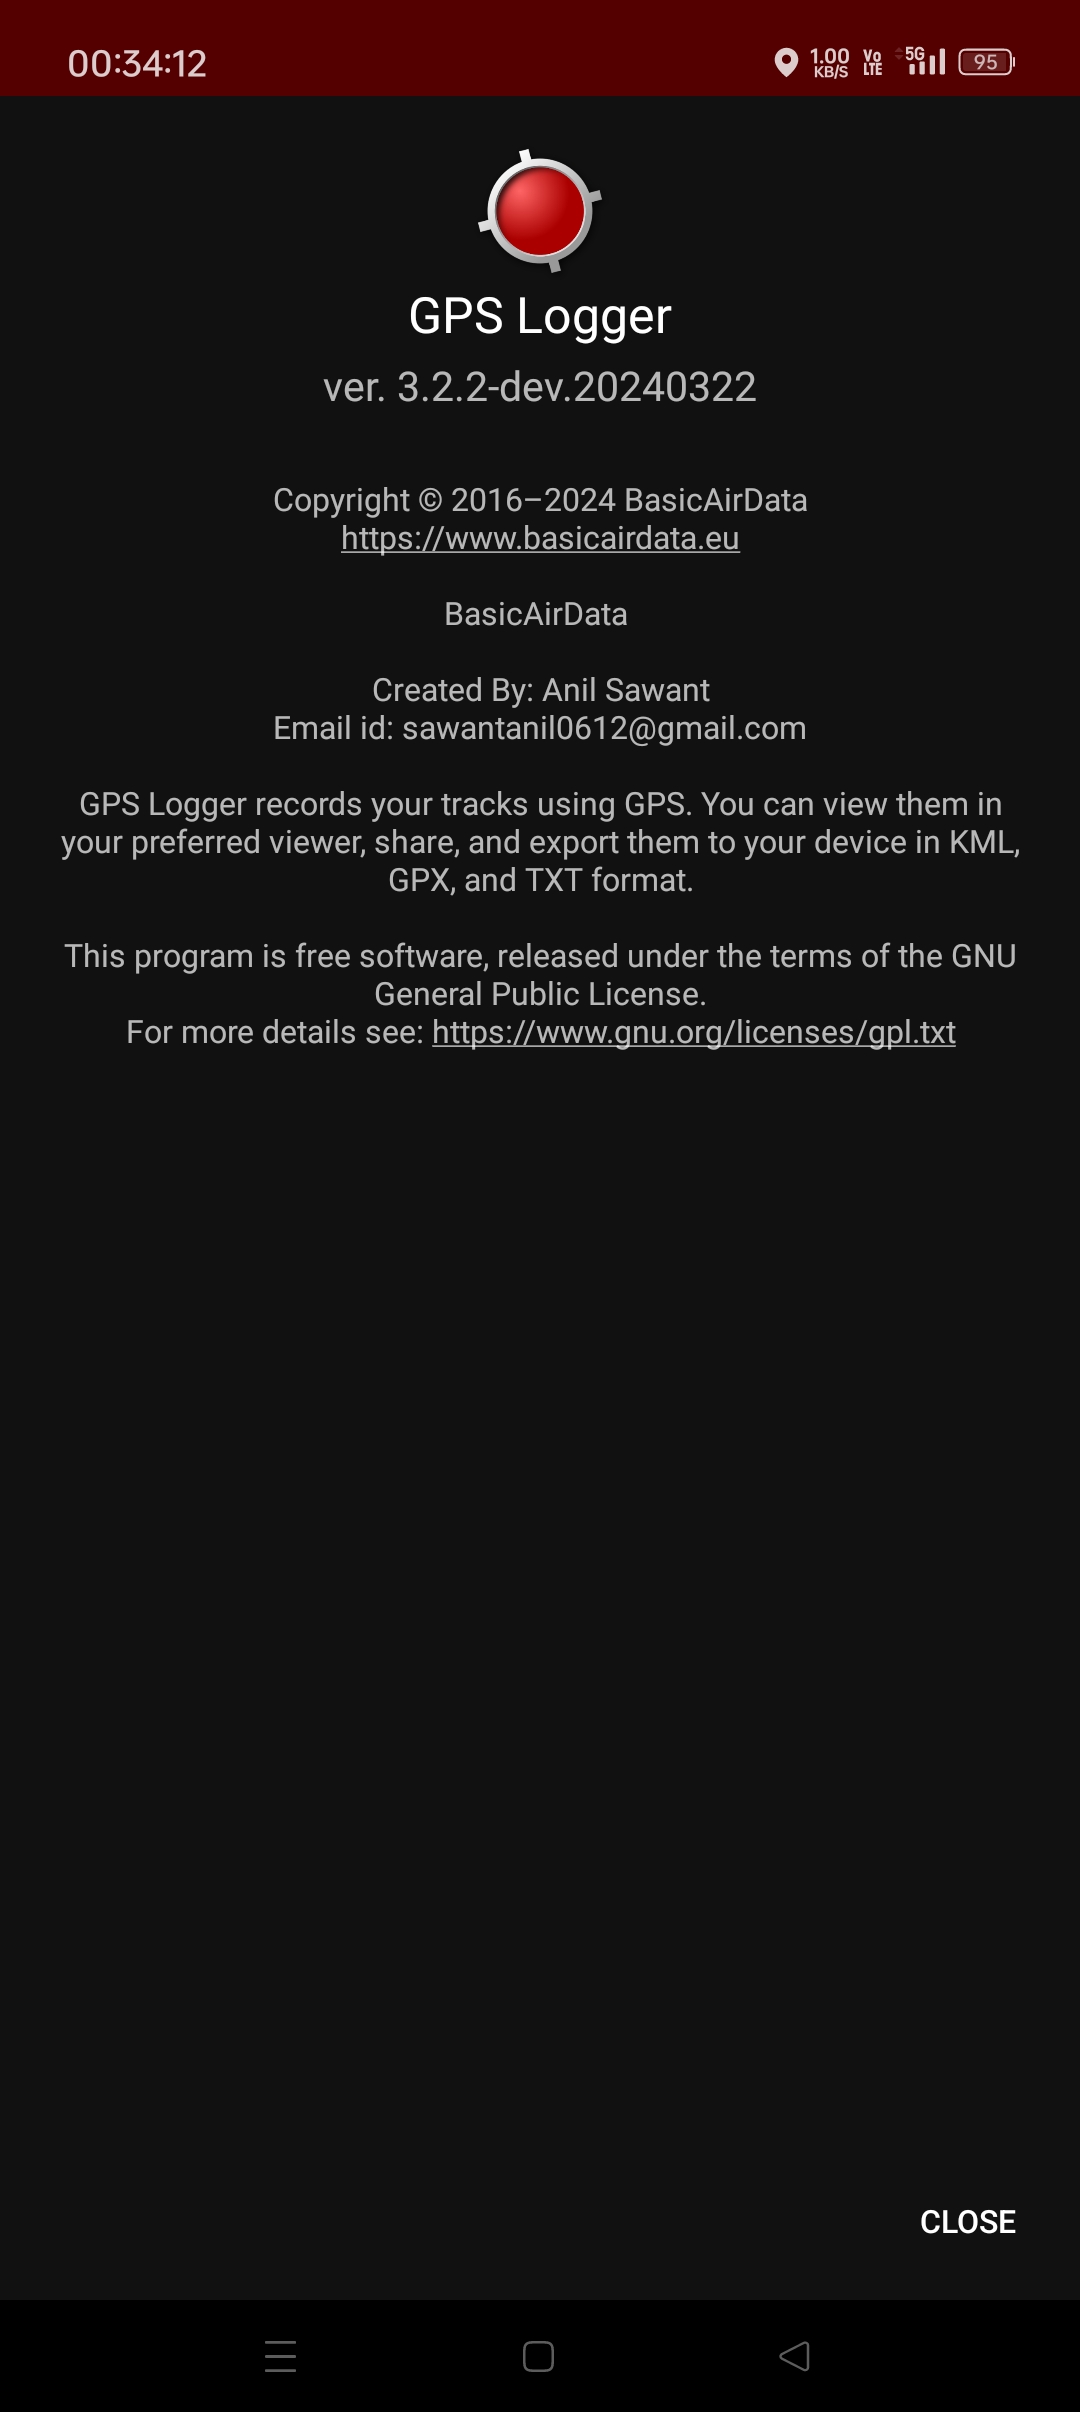 00:34:12
1.00 KB/S Vo LTE 5G 95
GPS Logger
ver. 3.2.2-dev.20240322
Copyright © 2016–2024 BasicAirData
https://www.basicairdata.eu
BasicAirData
Created By: Anil Sawant
Email id: sawantanil0612@gmail.com
GPS Logger records your tracks using GPS. You can view them in
your preferred viewer, share, and export them to your device in KML,
GPX, and TXT format.
This program is free software, released under the terms of the GNU
General Public License.
For more details see: https://www.gnu.org/licenses/gpl.txt
CLOSE